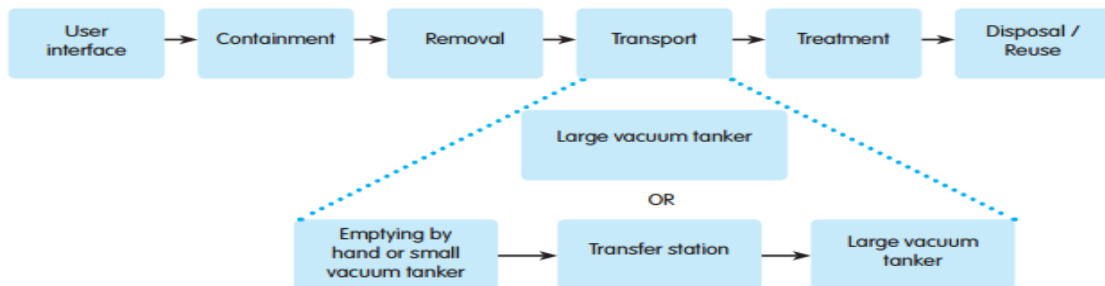 User
interface
Containment
Removal
Transport
Treatment
Disposal /
Reuse
Large vacuum tanker
OR
Emptying by
hand or small
vacuum tanker
Transfer station
Large vacuum
tanker